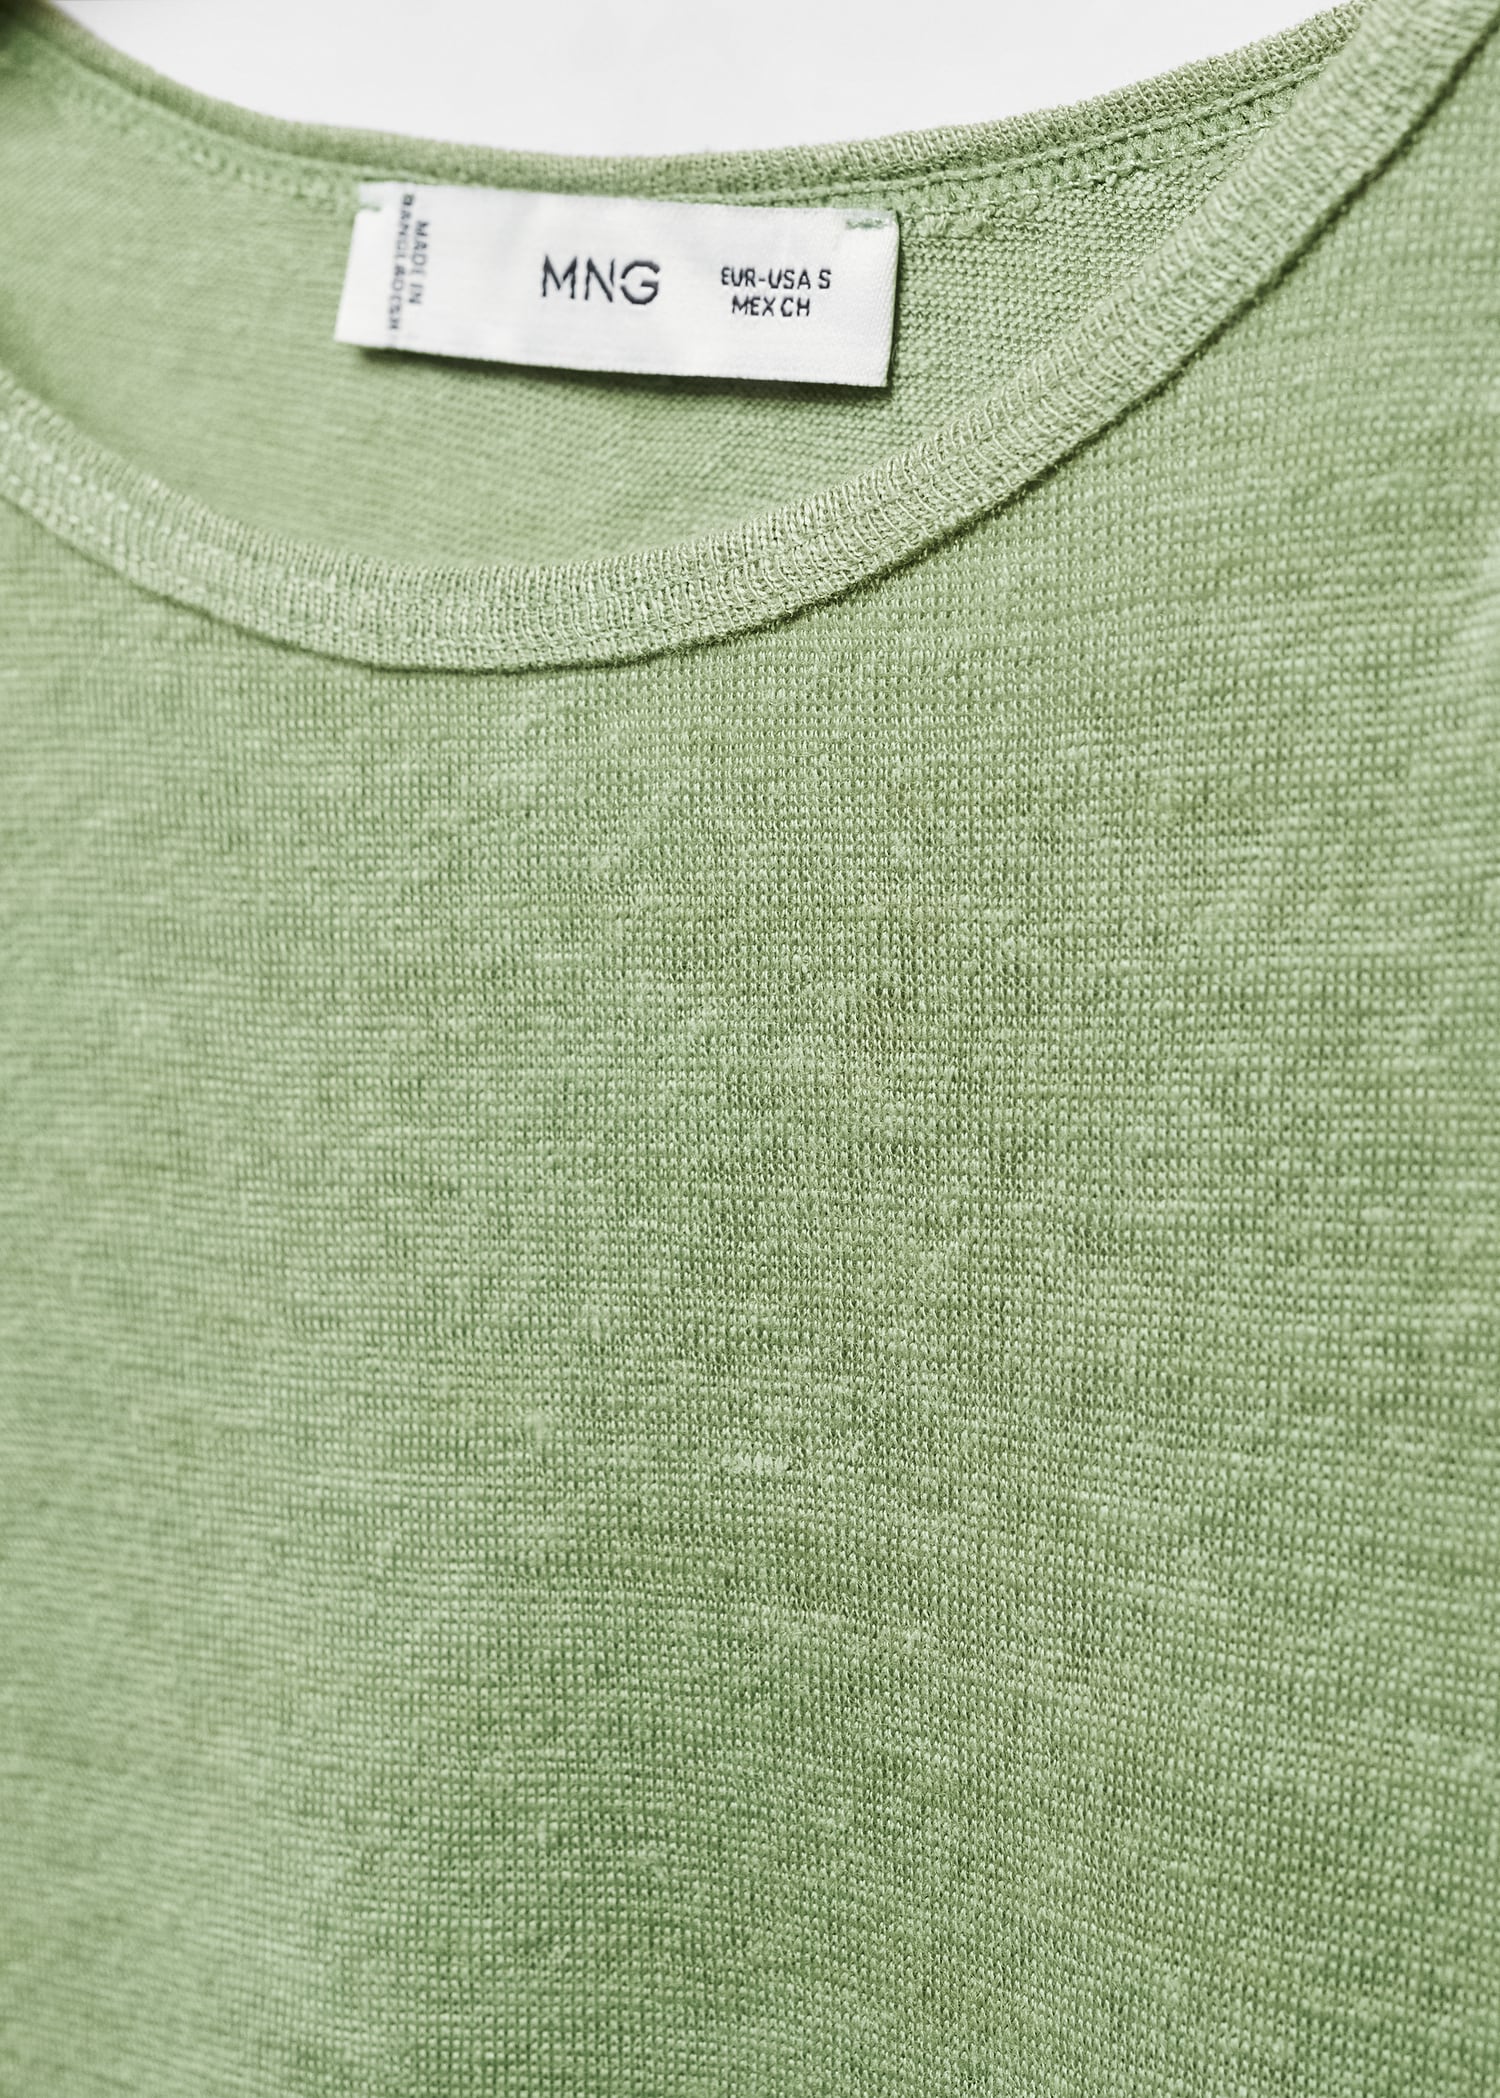 MADE IN
BANGLADESH
MNG
EUR-USA S
MEX CH